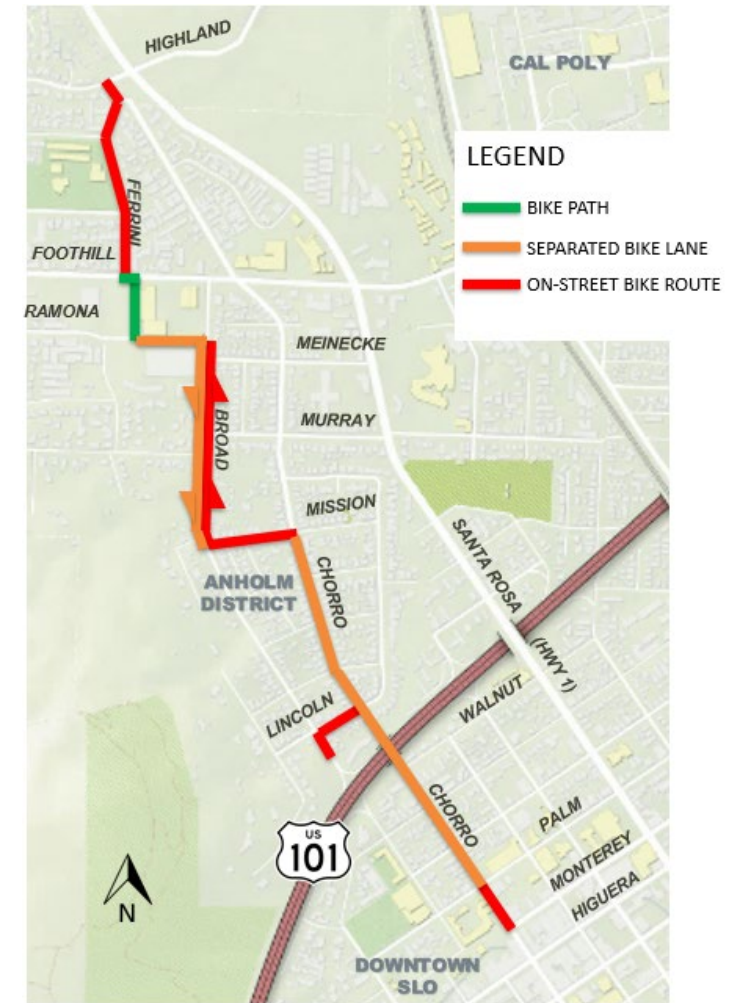 HIGHLAND
CAL POLY
LEGEND
BIKE PATH
SEPARATED BIKE LANE
ON-STREET BIKE ROUTE
FERRINI
FOOTHILL
RAMONA
MEINECKE
MURRAY
BROAD
MISSION
SANTA ROSA
(HWY 1)
ANHOLM
DISTRICT
CHORRO
LINCOLN
WALNUT
CHORRO
PALM
MONTEREY
HIGUERA
US
101
N
DOWNTOWN
SLO